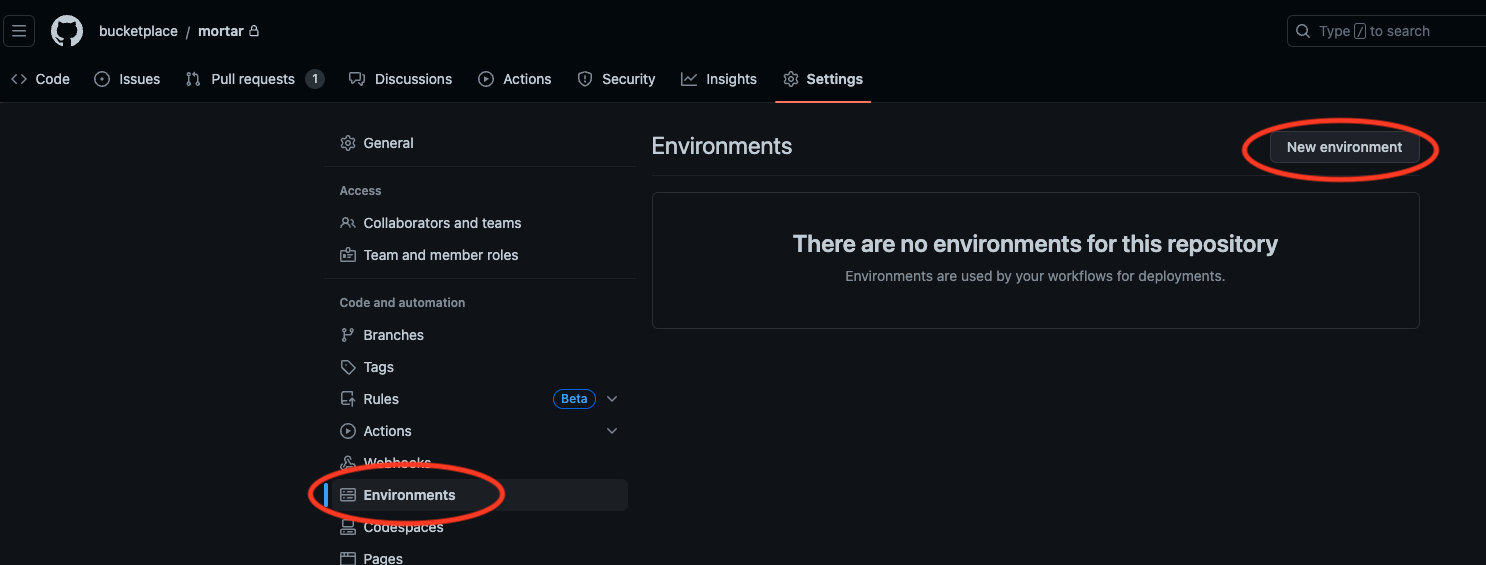 bucketplace / mortar
Type / to search
Code Issues Pull requests 1 Discussions Actions Security Insights Settings
General
Access
Collaborators and teams
Team and member roles
Code and automation
Branches
Tags
Rules Beta
Actions
Webhooks
Environments
Codespaces
Pages
Environments
New environment
There are no environments for this repository
Environments are used by your workflows for deployments.